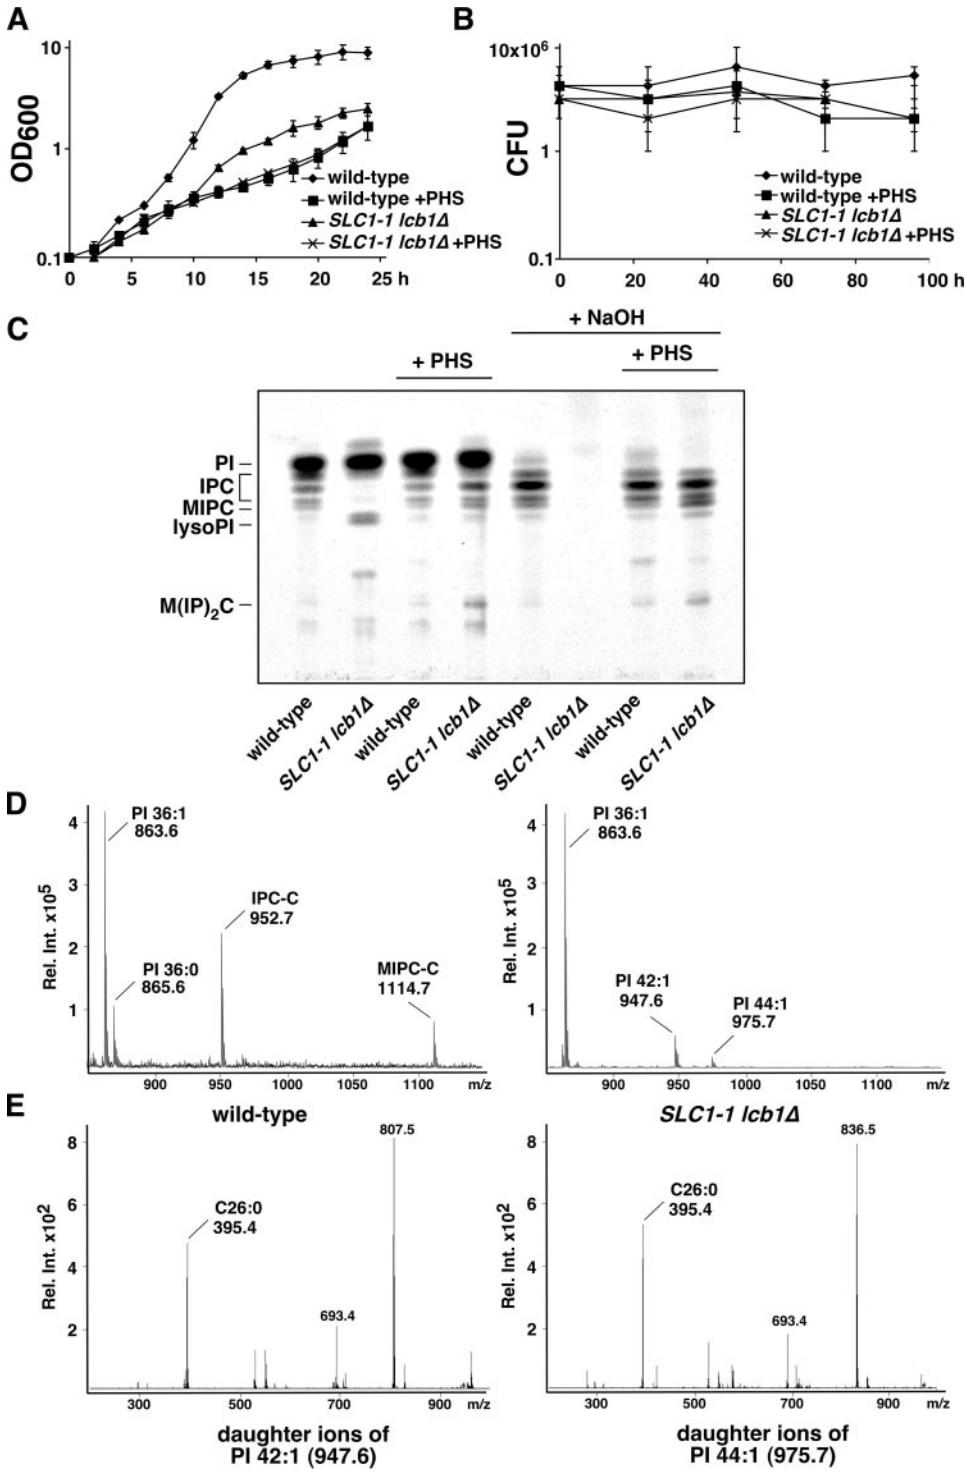 A
10
1
0.1
OD600
0
5
10
15
20
25 h
wild-type
wild-type +PHS
SLC1-1 lcb1Δ
SLC1-1 lcb1Δ +PHS
B
10x10⁶
1
0.1
CFU
0
20
40
60
80
100 h
wild-type
wild-type +PHS
SLC1-1 lcb1Δ
SLC1-1 lcb1Δ +PHS
C
+ NaOH
+ PHS
+ PHS
PI
IPC
MIPC
lysoPI
M(IP)₂C
wild-type
SLC1-1 lcb1Δ
wild-type
SLC1-1 lcb1Δ
wild-type
SLC1-1 lcb1Δ
wild-type
SLC1-1 lcb1Δ
D
Rel. Int. x10⁵
4
3
2
1
PI 36:1
863.6
PI 36:0
865.6
IPC-C
952.7
MIPC-C
1114.7
900
950
1000
1050
1100
m/z
wild-type
Rel. Int. x10⁵
4
3
2
1
PI 36:1
863.6
PI 42:1
947.6
PI 44:1
975.7
900
950
1000
1050
1100
m/z
SLC1-1 lcb1Δ
E
Rel. Int. x10²
8
6
4
2
C26:0
395.4
693.4
807.5
300
500
700
900
m/z
daughter ions of
PI 42:1 (947.6)
Rel. Int. x10²
8
6
4
2
C26:0
395.4
693.4
836.5
300
500
700
900
m/z
daughter ions of
PI 44:1 (975.7)